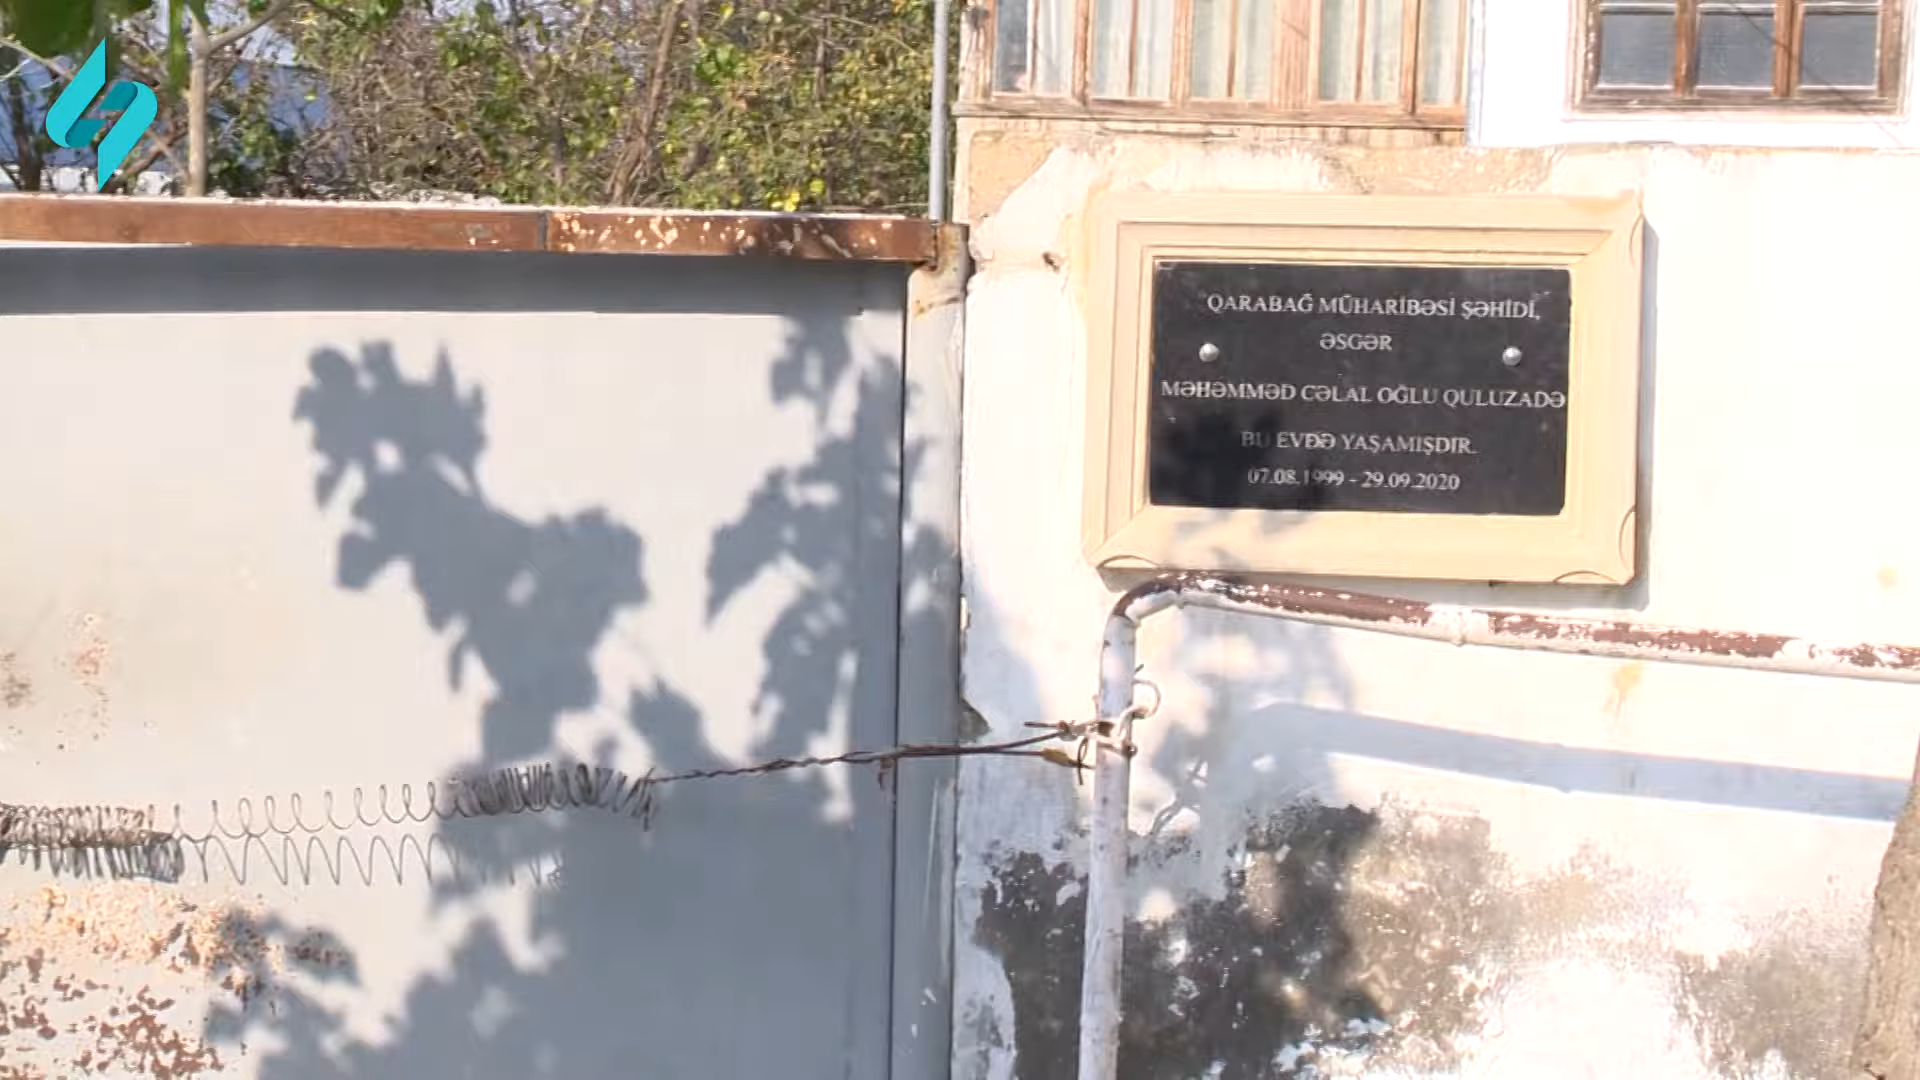 QARABAĞ MÜHARİBƏSİ ŞƏHİDİ,
ƏSGƏR
MƏHƏMMƏD CƏLAL OĞLU QULUZADƏ
BU EVDƏ YAŞAMIŞDIR.
07.08.1999 - 29.09.2020